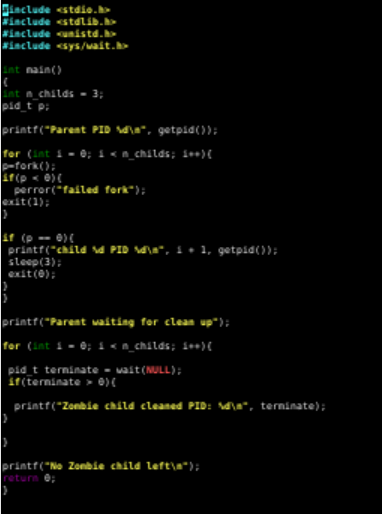 #include <stdio.h>
#include <stdlib.h>
#include <unistd.h>
#include <sys/wait.h>
int main()
{
int n_childs = 3;
pid_t p;
printf("Parent PID %d\n", getpid());
for (int i = 0; i < n_childs; i++){
p=fork();
if(p < 0){
perror("failed fork");
exit(1);
}
if (p == 0){
printf("child %d PID %d\n", i + 1, getpid());
sleep(3);
exit(0);
}
}
printf("Parent waiting for clean up");
for (int i = 0; i < n_childs; i++){
pid_t terminate = wait(NULL);
if(terminate > 0){
printf("Zombie child cleaned PID: %d\n", terminate);
}
}
printf("No Zombie child left\n");
return 0;
}